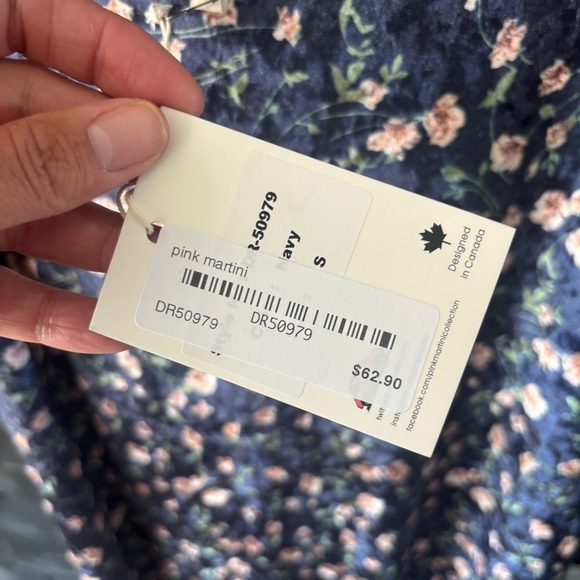 pink martini
DR50979
DR50979
$62.90
R-50979
Navy
S
Designed
in Canada
facebook.com/pinkmartinicollection